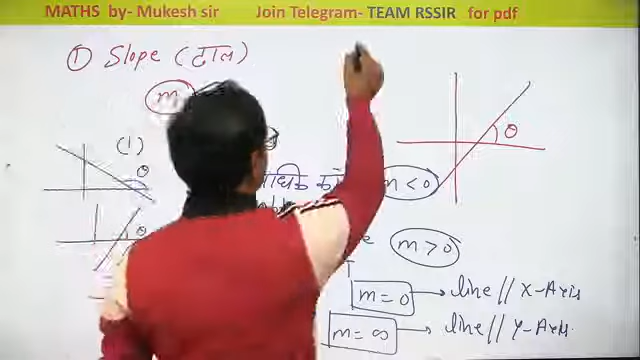 MATHS by- Mukesh sir Join Telegram- TEAM RSSIR for pdf
① Slope (ढाल)
m
(1)
θ
θ
m < 0
m > 0
m = 0 → line // X-Axis
m = ∞ → line // Y-Axis
θ